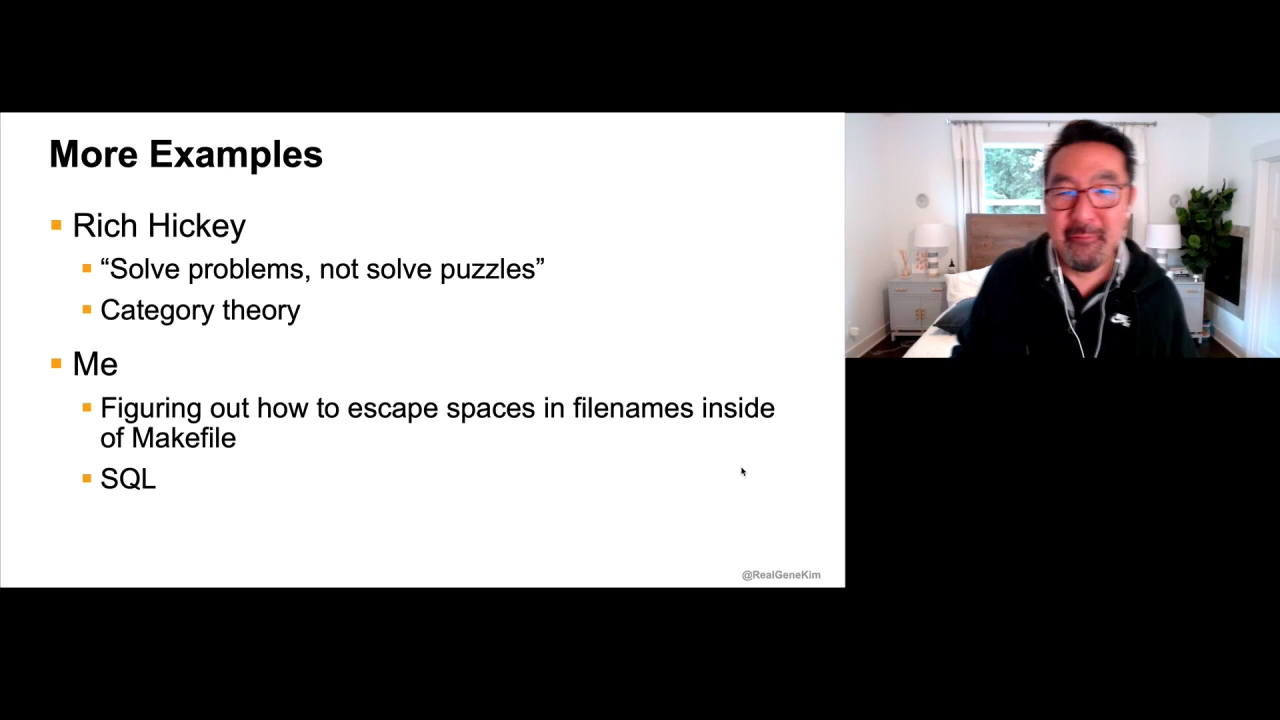 More Examples
Rich Hickey
“Solve problems, not solve puzzles”
Category theory
Me
Figuring out how to escape spaces in filenames inside
of Makefile
SQL
@RealGeneKim